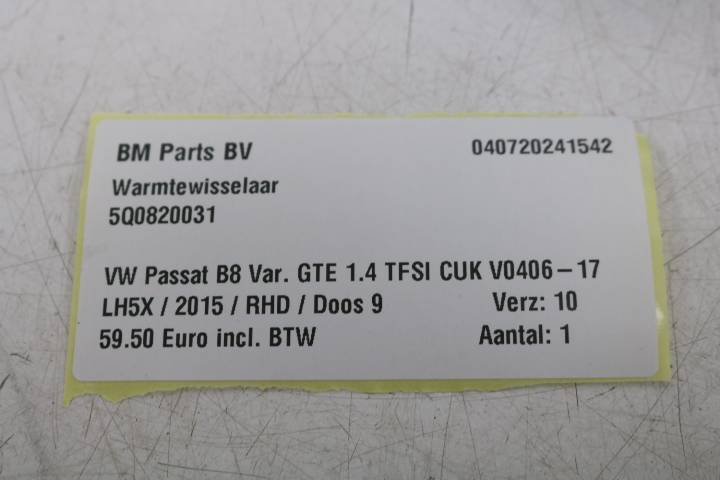 BM Parts BV 040720241542
Warmtewisselaar
5Q0820031
VW Passat B8 Var. GTE 1.4 TFSI CUK V0406-17
LH5X / 2015 / RHD / Doos 9 Verz: 10
59.50 Euro incl. BTW Aantal: 1